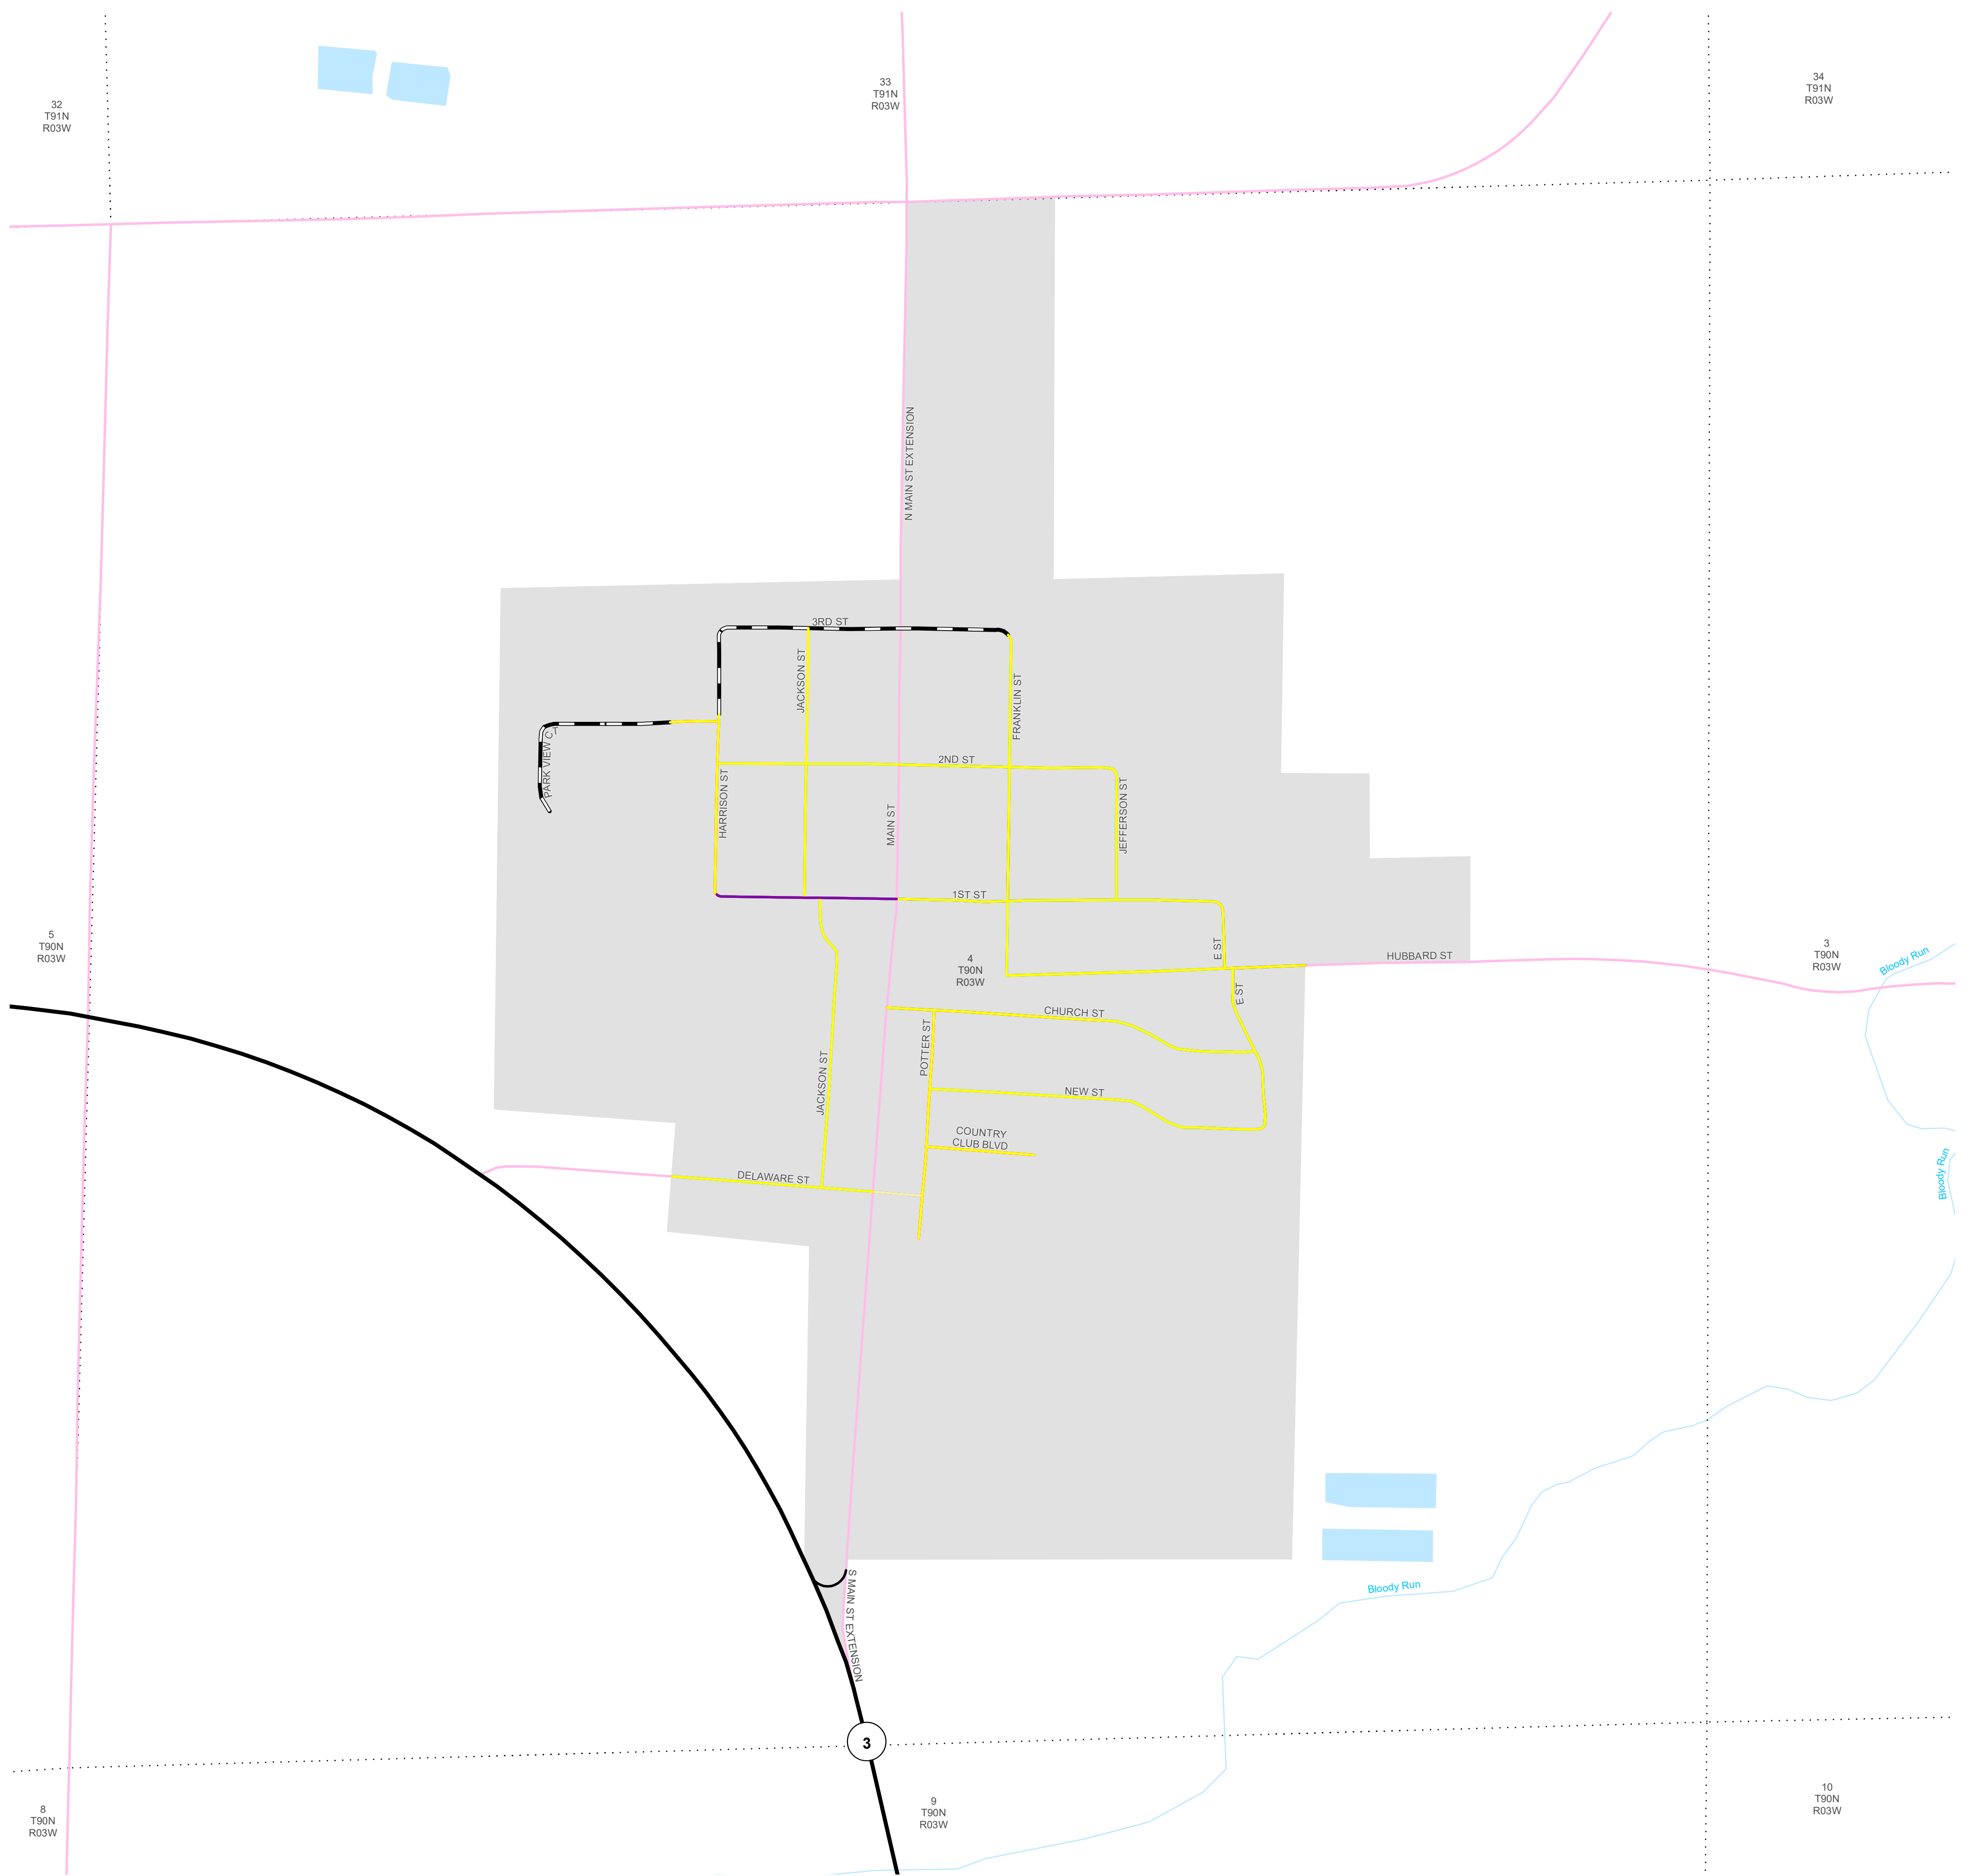 33
T91N
R03W
34
T91N
R03W
32
T91N
R03W
N MAIN ST EXTENSION
3RD ST
JACKSON ST
FRANKLIN ST
PARK VIEW CT
2ND ST
HARRISON ST
MAIN ST
JEFFERSON ST
1ST ST
5
T90N
R03W
4
T90N
R03W
E ST
HUBBARD ST
3
T90N
R03W
Bloody Run
E ST
CHURCH ST
POTTER ST
JACKSON ST
NEW ST
COUNTRY
CLUB BLVD
DELAWARE ST
Bloody Run
Bloody Run
S MAIN ST EXTENSION
3
8
T90N
R03W
9
T90N
R03W
10
T90N
R03W